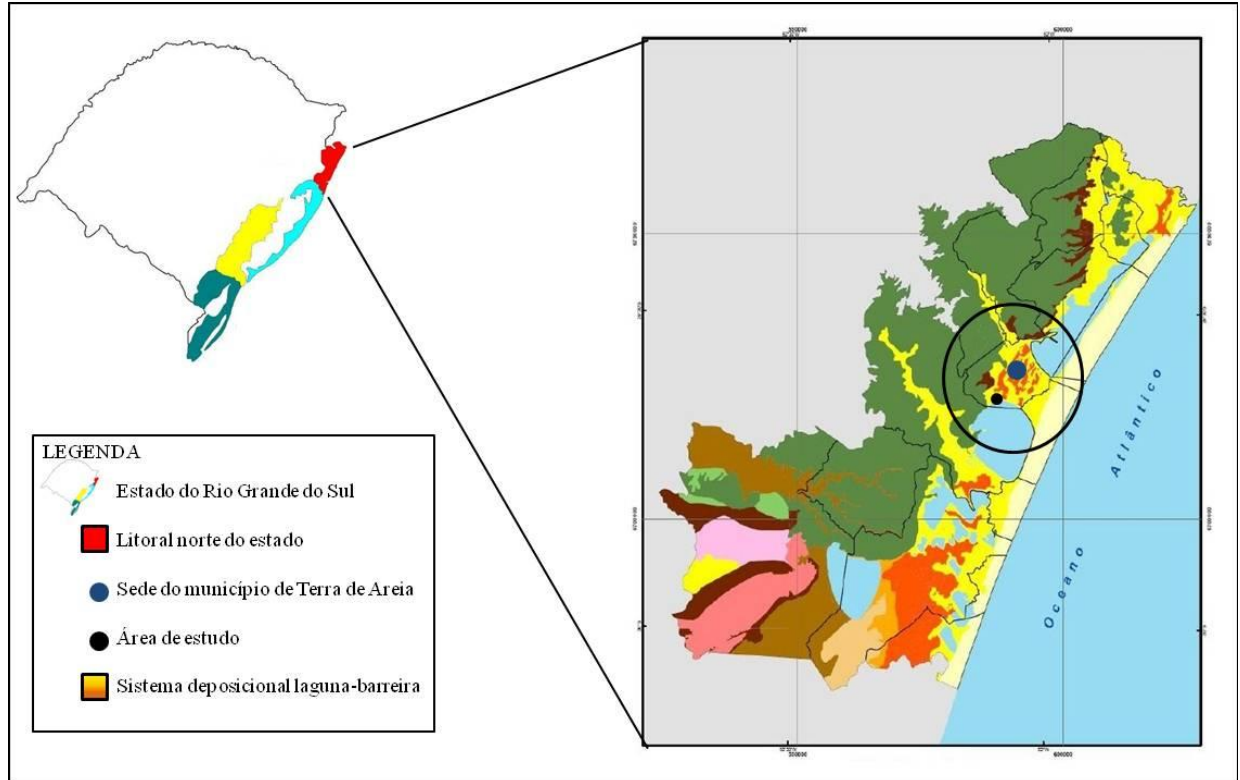 LEGENDA
Estado do Rio Grande do Sul
Litoral norte do estado
Sede do município de Terra de Areia
Área de estudo
Sistema deposicional laguna-barreira
Oceano Atlântico